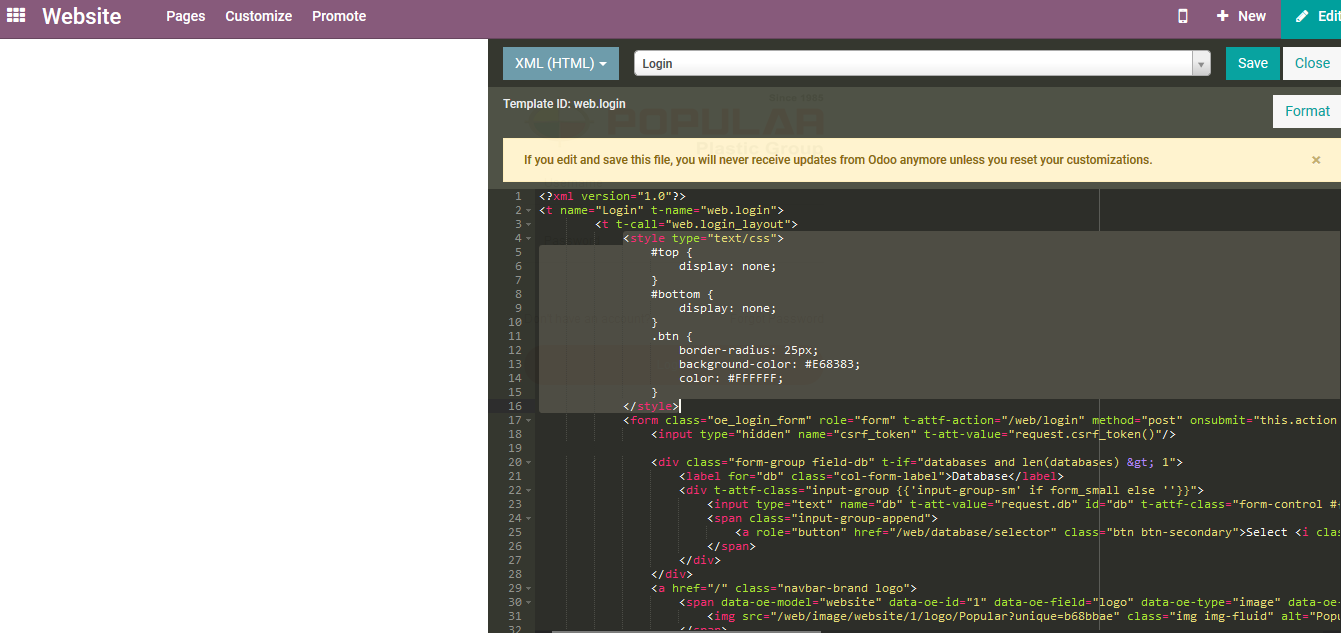 Website Pages Customize Promote New Edit
XML (HTML) Login Save Close
Template ID: web.login
Since 1988
POPULAR
Plastic Group
Format
If you edit and save this file, you will never receive updates from Odoo anymore unless you reset your customizations. ×
1 <?xml version="1.0"?>
2 <t name="Login" t-name="web.login">
3 <t t-call="web.login_layout">
4 <style type="text/css">
5 #top {
6 display: none;
7 }
8 #bottom {
9 display: none;
10 }
11 .btn {
12 border-radius: 25px;
13 background-color: #E68383;
14 color: #FFFFFF;
15 }
16 </style>
17 <form class="oe_login_form" role="form" t-attf-action="/web/login" method="post" onsubmit="this.action
18 <input type="hidden" name="csrf_token" t-att-value="request.csrf_token()"/>
19
20 <div class="form-group field-db" t-if="databases and len(databases) &gt; 1">
21 <label for="db" class="col-form-label">Database</label>
22 <div t-attf-class="input-group {{'input-group-sm' if form_small else ''}}">
23 <input type="text" name="db" t-att-value="request.db" id="db" t-attf-class="form-control #
24 <span class="input-group-append">
25 <a role="button" href="/web/database/selector" class="btn btn-secondary">Select <i clas
26 </span>
27 </div>
28 </div>
29 <a href="/" class="navbar-brand logo">
30 <span data-oe-model="website" data-oe-id="1" data-oe-field="logo" data-oe-type="image" data-oe-
31 <img src="/web/image/website/1/logo/Popular?unique=b68bbae" class="img img-fluid" alt="Popu
32 </span>